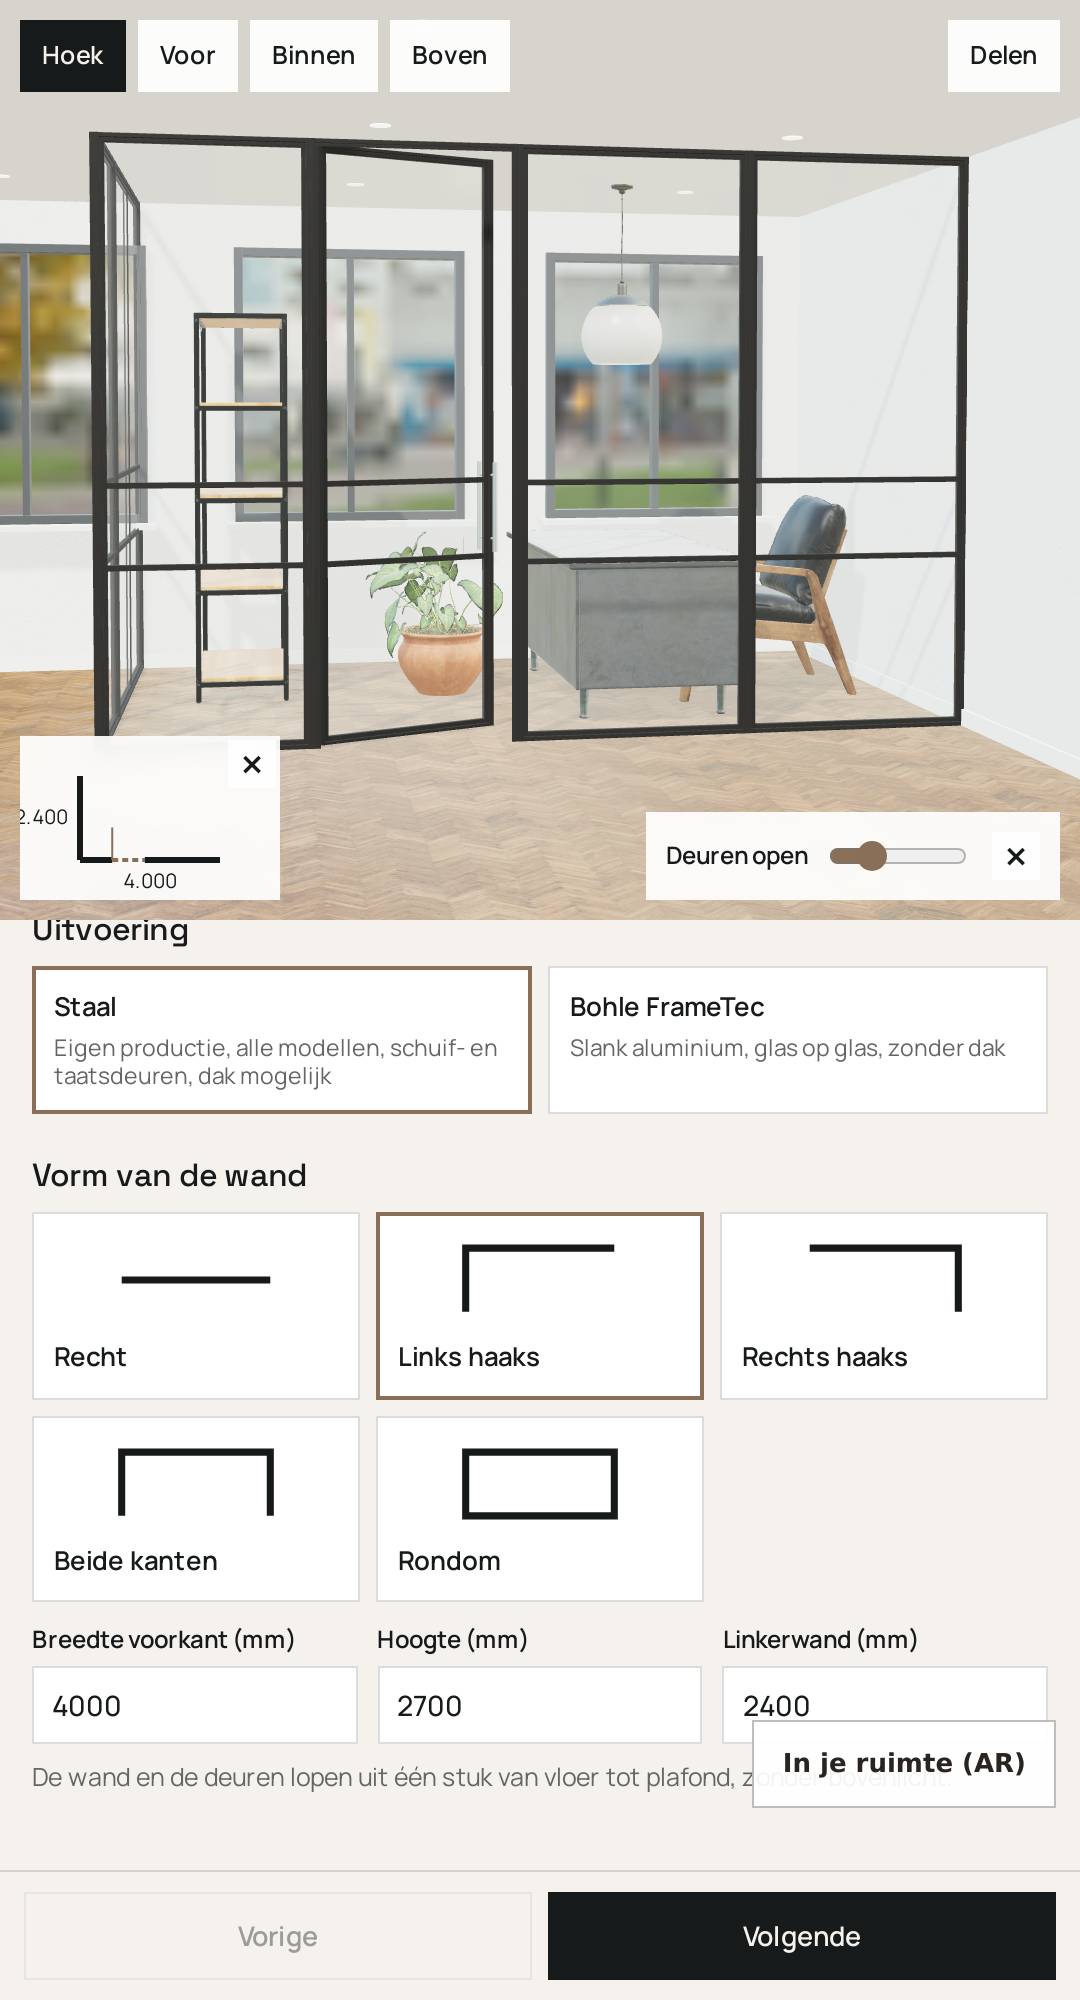 Hoek
Voor
Binnen
Boven
Delen
2.400
4.000
Deuren open
Uitvoering
Staal
Eigen productie, alle modellen, schuif- en
taatsdeuren, dak mogelijk
Bohle FrameTec
Slank aluminium, glas op glas, zonder dak
Vorm van de wand
Recht
Links haaks
Rechts haaks
Beide kanten
Rondom
Breedte voorkant (mm)
Hoogte (mm)
Linkerwand (mm)
4000
2700
2400
De wand en de deuren lopen uit één stuk van vloer tot plafond, zonder bovenlicht.
In je ruimte (AR)
Vorige
Volgende